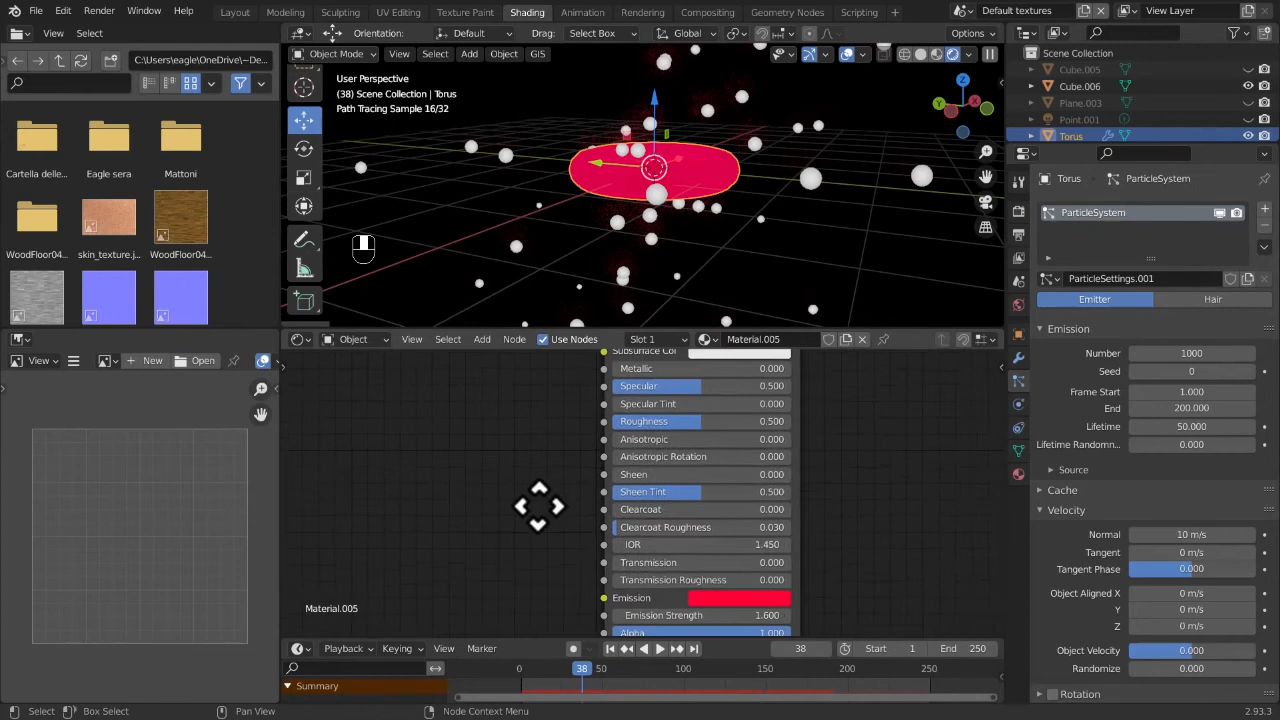 File Edit Render Window Help Layout Modeling Sculpting UV Editing Texture Paint Shading Animation Rendering Compositing Geometry Nodes Scripting + Default textures View Layer
View Select Orientation: Default Drag: Select Box Global Options
C:\Users\eagle\OneDrive\~De...
Object Mode View Select Add Object GIS
Scene Collection
Cube.005
Cube.006
Plane.003
Point.001
Torus
User Perspective
(38) Scene Collection | Torus
Path Tracing Sample 16/32
Z
X
Y
Cartella delle...
Eagle sera
Mattoni
WoodFloor04...
skin_texture.j...
WoodFloor04...
Torus ParticleSystem
ParticleSystem
ParticleSettings.001
Emitter Hair
Emission
Number 1000
Seed 0
Frame Start 1.000
End 200.000
Lifetime 50.000
Lifetime Randomn... 0.000
Source
Cache
Velocity
Normal 10 m/s
Tangent 0 m/s
Tangent Phase 0.000
Object Aligned X 0 m/s
Y 0 m/s
Z 0 m/s
Object Velocity 0.000
Randomize 0.000
Rotation
Object View Select Add Node Use Nodes Slot 1 Material.005
View New Open
Subsurface Col
Metallic 0.000
Specular 0.500
Specular Tint 0.000
Roughness 0.500
Anisotropic 0.000
Anisotropic Rotation 0.000
Sheen 0.000
Sheen Tint 0.500
Clearcoat 0.000
Clearcoat Roughness 0.030
IOR 1.450
Transmission 0.000
Transmission Roughness 0.000
Emission
Emission Strength 1.600
Alpha 1.000
Material.005
Playback Keying View Marker 38 Start 1 End 250
0 38 50 100 150 200 250
Summary
Select Box Select Pan View Node Context Menu 2.93.3